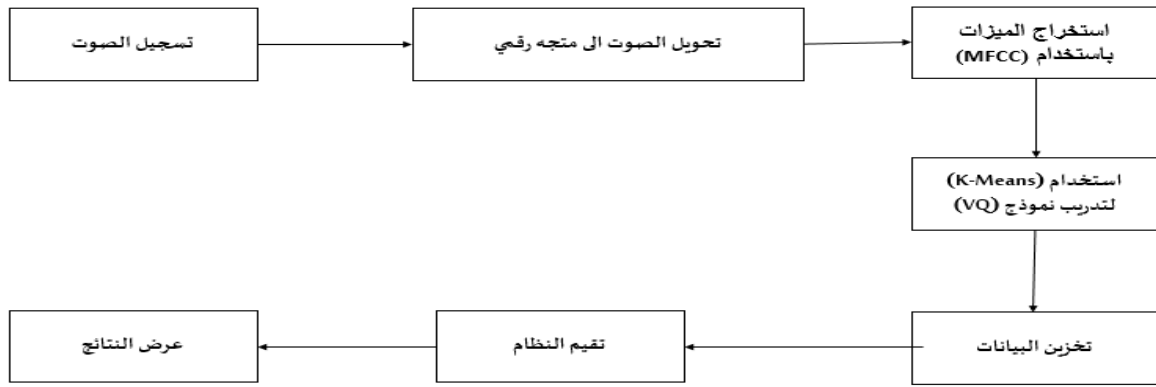 تسجيل الصوت
تحويل الصوت الى متجه رقمي
استخراج الميزات
باستخدام (MFCC)
استخدام (K-Means)
لتدريب نموذج (VQ)
تخزين البيانات
تقيم النظام
عرض النتائج